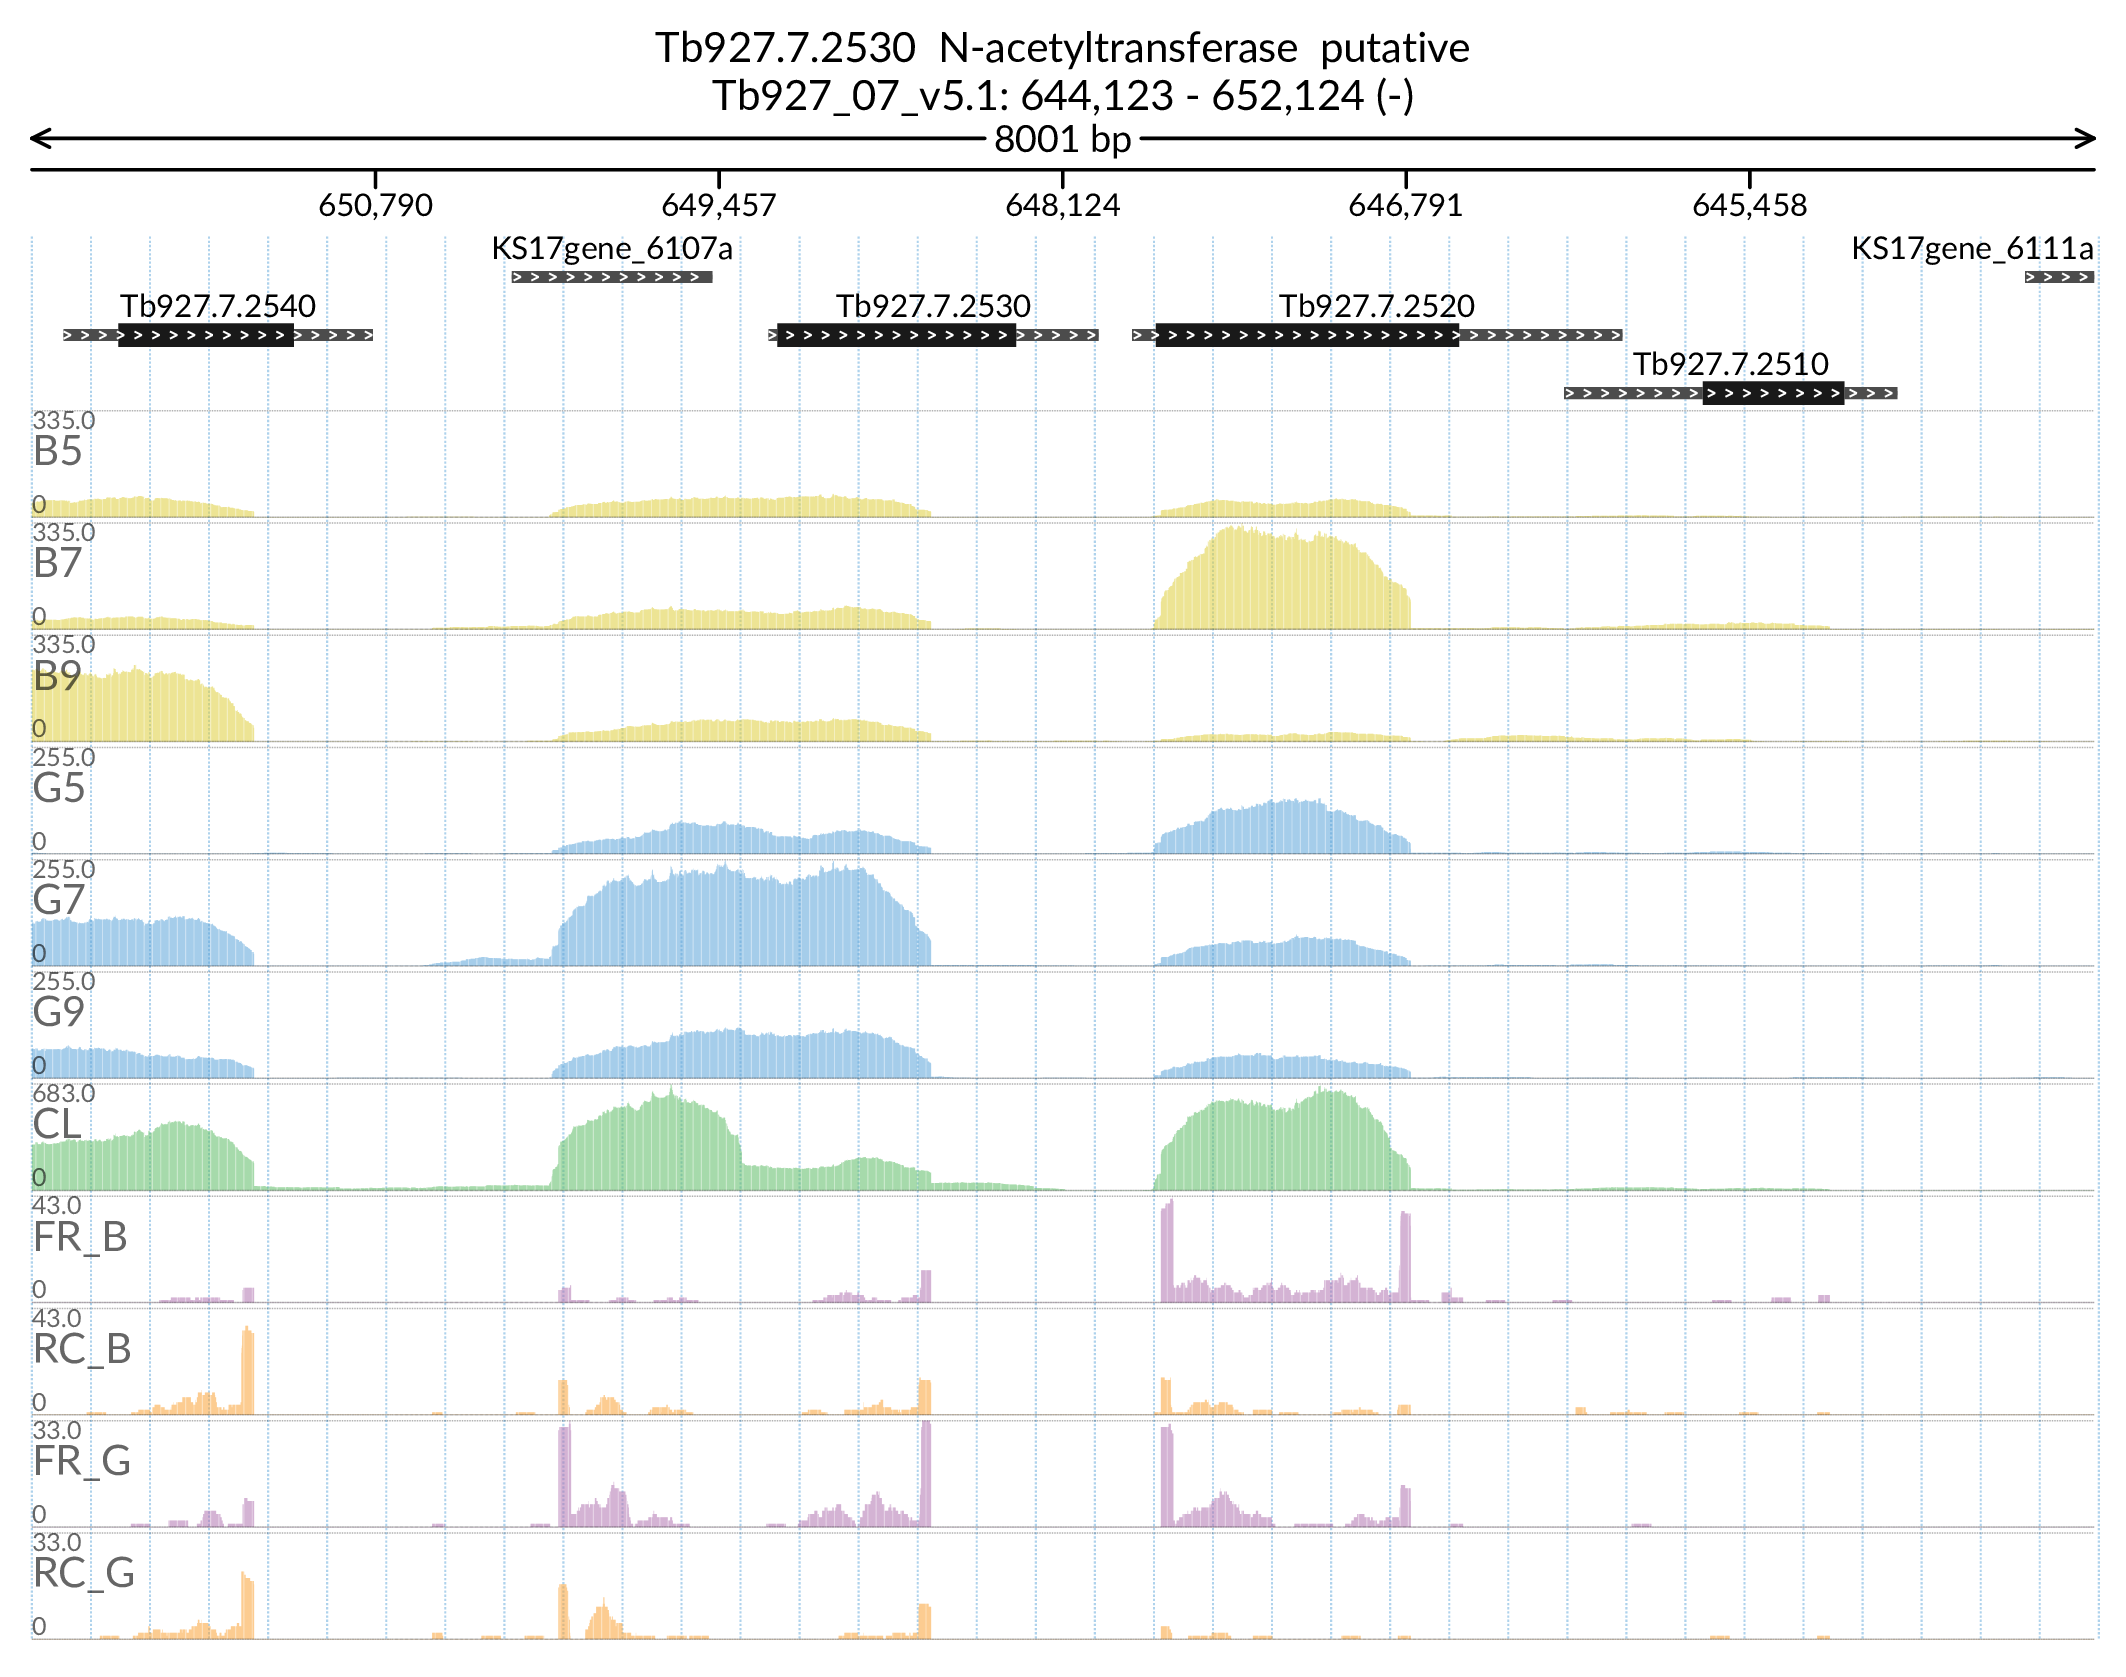 Tb927.7.2530 N-acetyltransferase putative
Tb927_07_v5.1: 644,123 - 652,124 (-)
8001 bp
650,790 649,457 648,124 646,791 645,458
KS17gene_6107a KS17gene_6111a
Tb927.7.2540 Tb927.7.2530 Tb927.7.2520
Tb927.7.2510
335.0
B5
0
335.0
B7
0
335.0
B9
0
255.0
G5
0
255.0
G7
0
255.0
G9
0
683.0
CL
0
43.0
FR_B
0
43.0
RC_B
0
33.0
FR_G
0
33.0
RC_G
0